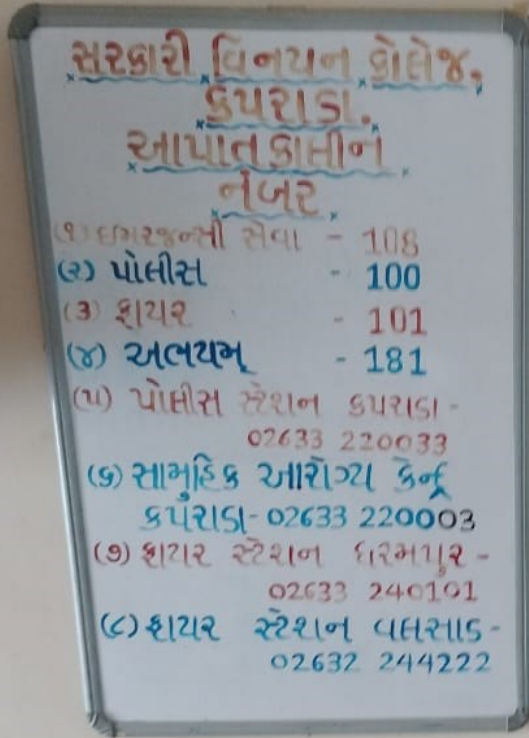 સરકારી વિનયન કોલેજ,
કપરાડા.
આપાતકાલીન
નંબર
(૧) ઇમરજન્સી સેવા - 108
(૨) પોલીસ - 100
(૩) ફાયર - 101
(૪) અભયમ્ - 181
(૫) પોલીસ સ્ટેશન કપરાડા -
02633 220033
(૬) સામુહિક આરોગ્ય કેન્દ્ર
કપરાડા - 02633 220003
(૭) ફાયર સ્ટેશન ધરમપુર -
02633 240101
(૮) ફાયર સ્ટેશન વલસાડ -
02632 244222